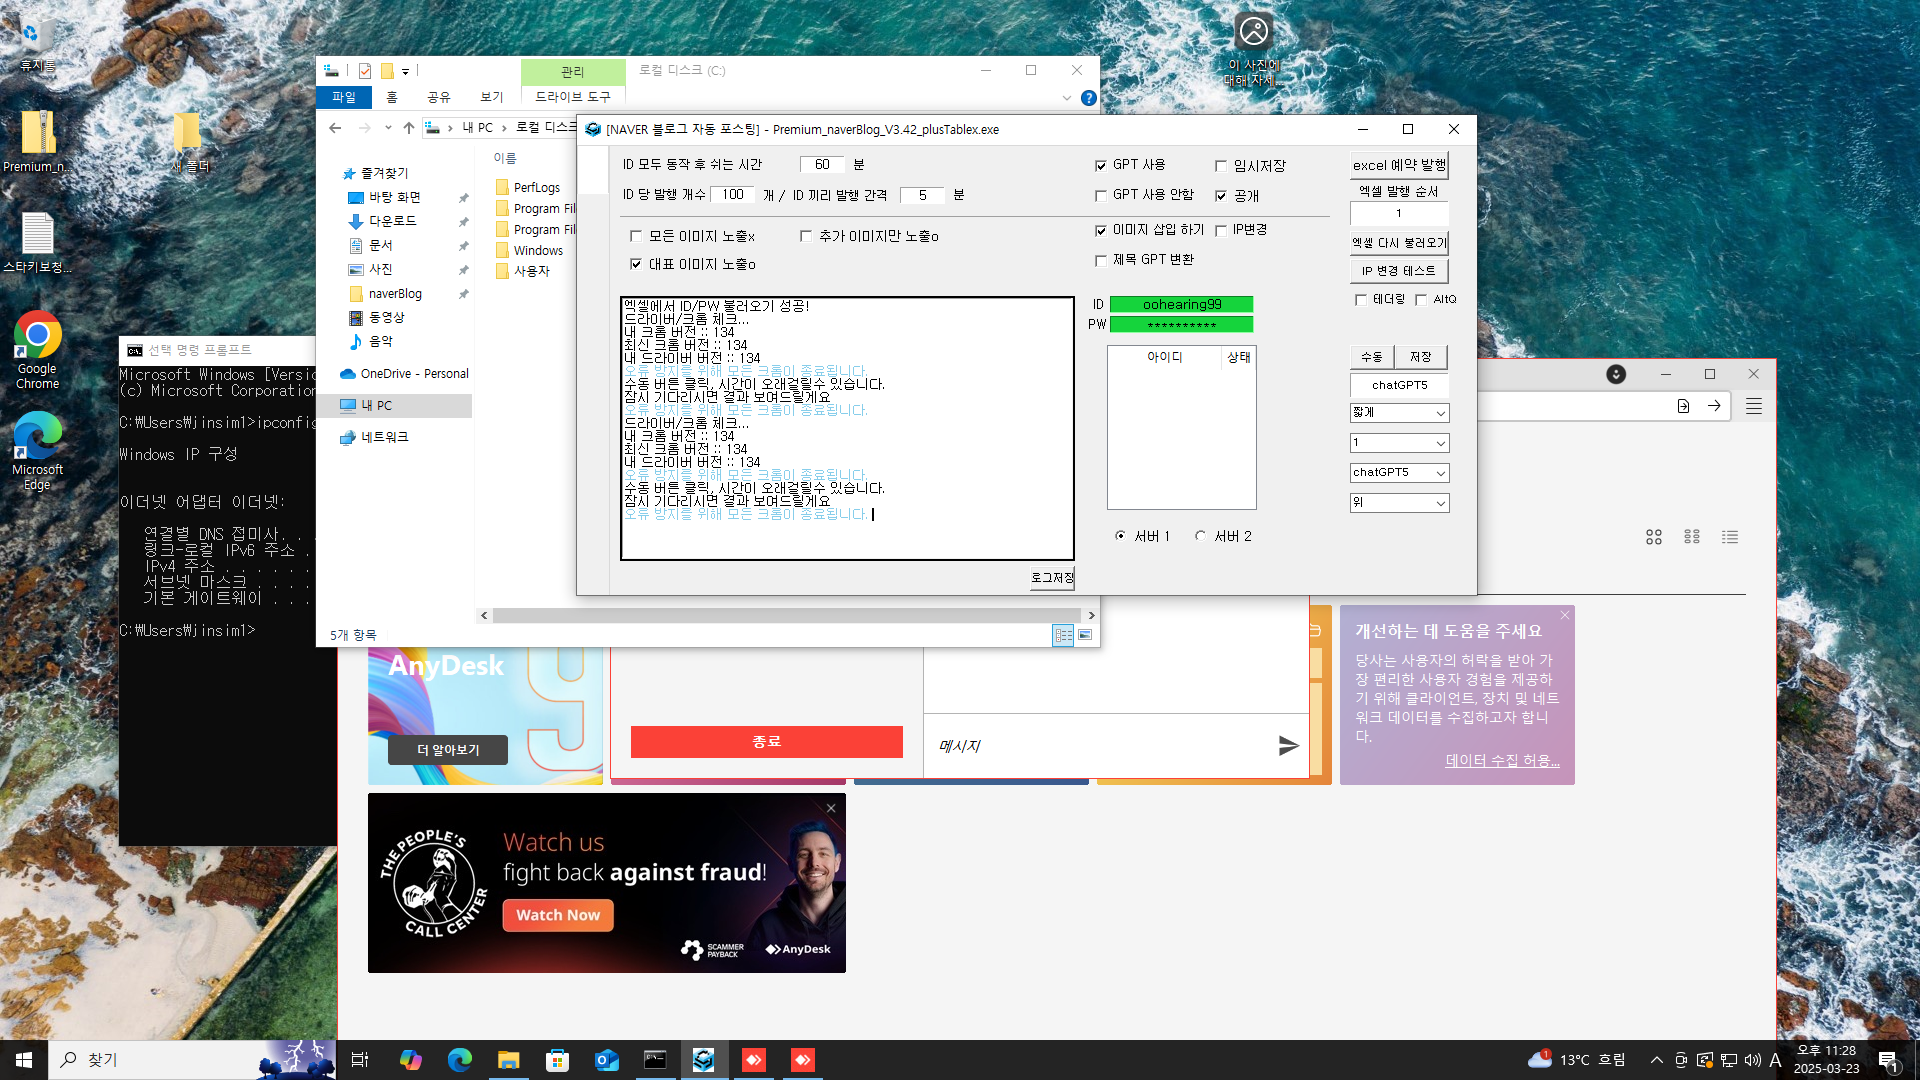 휴지통
Premium_n...
스타키보청...
Google
Chrome
Microsoft
Edge
새 폴더
이 사진에
대해 자세...
관리
로컬 디스크 (C:)
파일
홈
공유
보기
드라이브 도구
내 PC
로컬 디스크
이름
즐겨찾기
바탕 화면
다운로드
문서
사진
naverBlog
동영상
음악
OneDrive - Personal
내 PC
네트워크
PerfLogs
Program Fil
Program Fil
Windows
사용자
5개 항목
선택 명령 프롬프트
Microsoft Windows [Versic
(c) Microsoft Corporation
C:₩Users₩jinsim1>ipconfig
Windows IP 구성
이더넷 어댑터 이더넷:
연결별 DNS 접미사. . .
링크-로컬 IPv6 주소 .
IPv4 주소 . . . . . .
서브넷 마스크 . . . .
기본 게이트웨이 . . .
C:₩Users₩jinsim1>
[NAVER 블로그 자동 포스팅] - Premium_naverBlog_V3.42_plusTablex.exe
ID 모두 동작 후 쉬는 시간 60 분
ID 당 발행 개수 100 개 / ID 끼리 발행 간격 5 분
모든 이미지 노출x
추가 이미지만 노출o
대표 이미지 노출o
GPT 사용
임시저장
GPT 사용 안함
공개
이미지 삽입 하기
IP변경
제목 GPT 변환
excel 예약 발행
엑셀 발행 순서
1
엑셀 다시 불러오기
IP 변경 테스트
테더링
AltQ
엑셀에서 ID/PW 불러오기 성공!
드라이버/크롬 체크...
내 크롬 버전 :: 134
최신 크롬 버전 :: 134
내 드라이버 버전 :: 134
오류 방지를 위해 모든 크롬이 종료됩니다.
수동 버튼 클릭, 시간이 오래걸릴수 있습니다.
잠시 기다리시면 결과 보여드릴게요
오류 방지를 위해 모든 크롬이 종료됩니다.
드라이버/크롬 체크...
내 크롬 버전 :: 134
최신 크롬 버전 :: 134
내 드라이버 버전 :: 134
오류 방지를 위해 모든 크롬이 종료됩니다.
수동 버튼 클릭, 시간이 오래걸릴수 있습니다.
잠시 기다리시면 결과 보여드릴게요
오류 방지를 위해 모든 크롬이 종료됩니다.
로그저장
ID oohearing99
PW **********
아이디
상태
서버 1
서버 2
수동
저장
chatGPT5
짧게
1
chatGPT5
위
AnyDesk
9
더 알아보기
종료
메시지
개선하는 데 도움을 주세요
당사는 사용자의 허락을 받아 가
장 편리한 사용자 경험을 제공하
기 위해 클라이언트, 장치 및 네트
워크 데이터를 수집하고자 합니
다.
데이터 수집 허용...
THE PEOPLE'S
CALL CENTER
Watch us
fight back against fraud!
Watch Now
SCAMMER
PAYBACK
AnyDesk
찾기
1
13°C 흐림
A
오후 11:28
2025-03-23
1